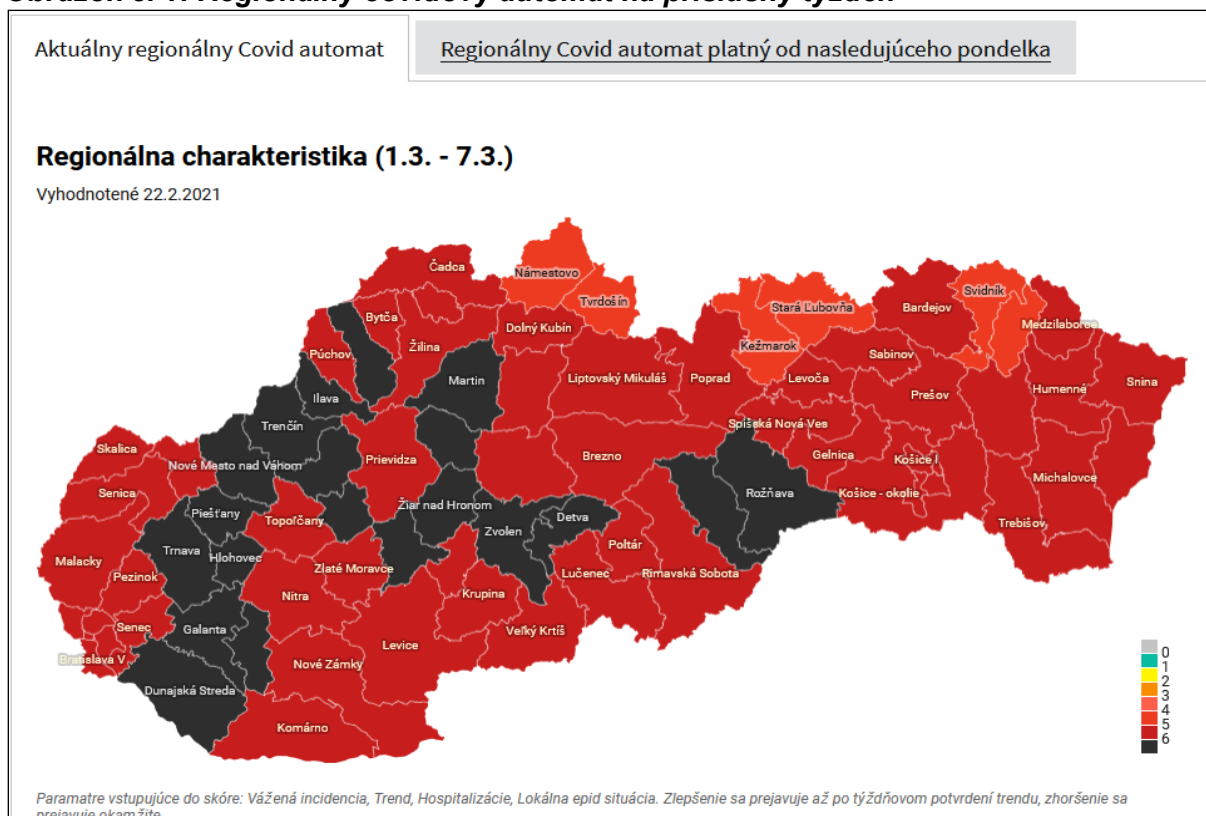 Aktuálny regionálny Covid automat
Regionálny Covid automat platný od nasledujúceho pondelka
Regionálna charakteristika (1.3. - 7.3.)
Vyhodnotené 22.2.2021
Čadca
Námestovo
Tvrdošín
Svidník
Stará Ľubovňa
Bardejov
Medzilaborce
Bytča
Dolný Kubín
Žilina
Púchov
Kežmarok
Sabinov
Martin
Liptovský Mikuláš
Poprad
Levoča
Snina
Humenné
Prešov
Ilava
Trenčín
Spišská Nová Ves
Skalica
Nové Mesto nad Váhom
Prievidza
Brezno
Gelnica
Košice I
Michalovce
Senica
Rožňava
Košice - okolie
Piešťany
Topoľčany
Žiar nad Hronom
Detva
Zvolen
Trebišov
Trnava
Hlohovec
Poltár
Malacky
Pezinok
Zlaté Moravce
Lučenec
Rimavská Sobota
Nitra
Krupina
Senec
Galanta
Veľký Krtíš
Levice
Bratislava V
Nové Zámky
Dunajská Streda
Komárno
0
1
2
3
4
5
6
Paramatre vstupujúce do skóre: Vážená incidencia, Trend, Hospitalizácie, Lokálna epid situácia. Zlepšenie sa prejavuje až po týždňovom potvrdení trendu, zhoršenie sa
prejavuje okamžite